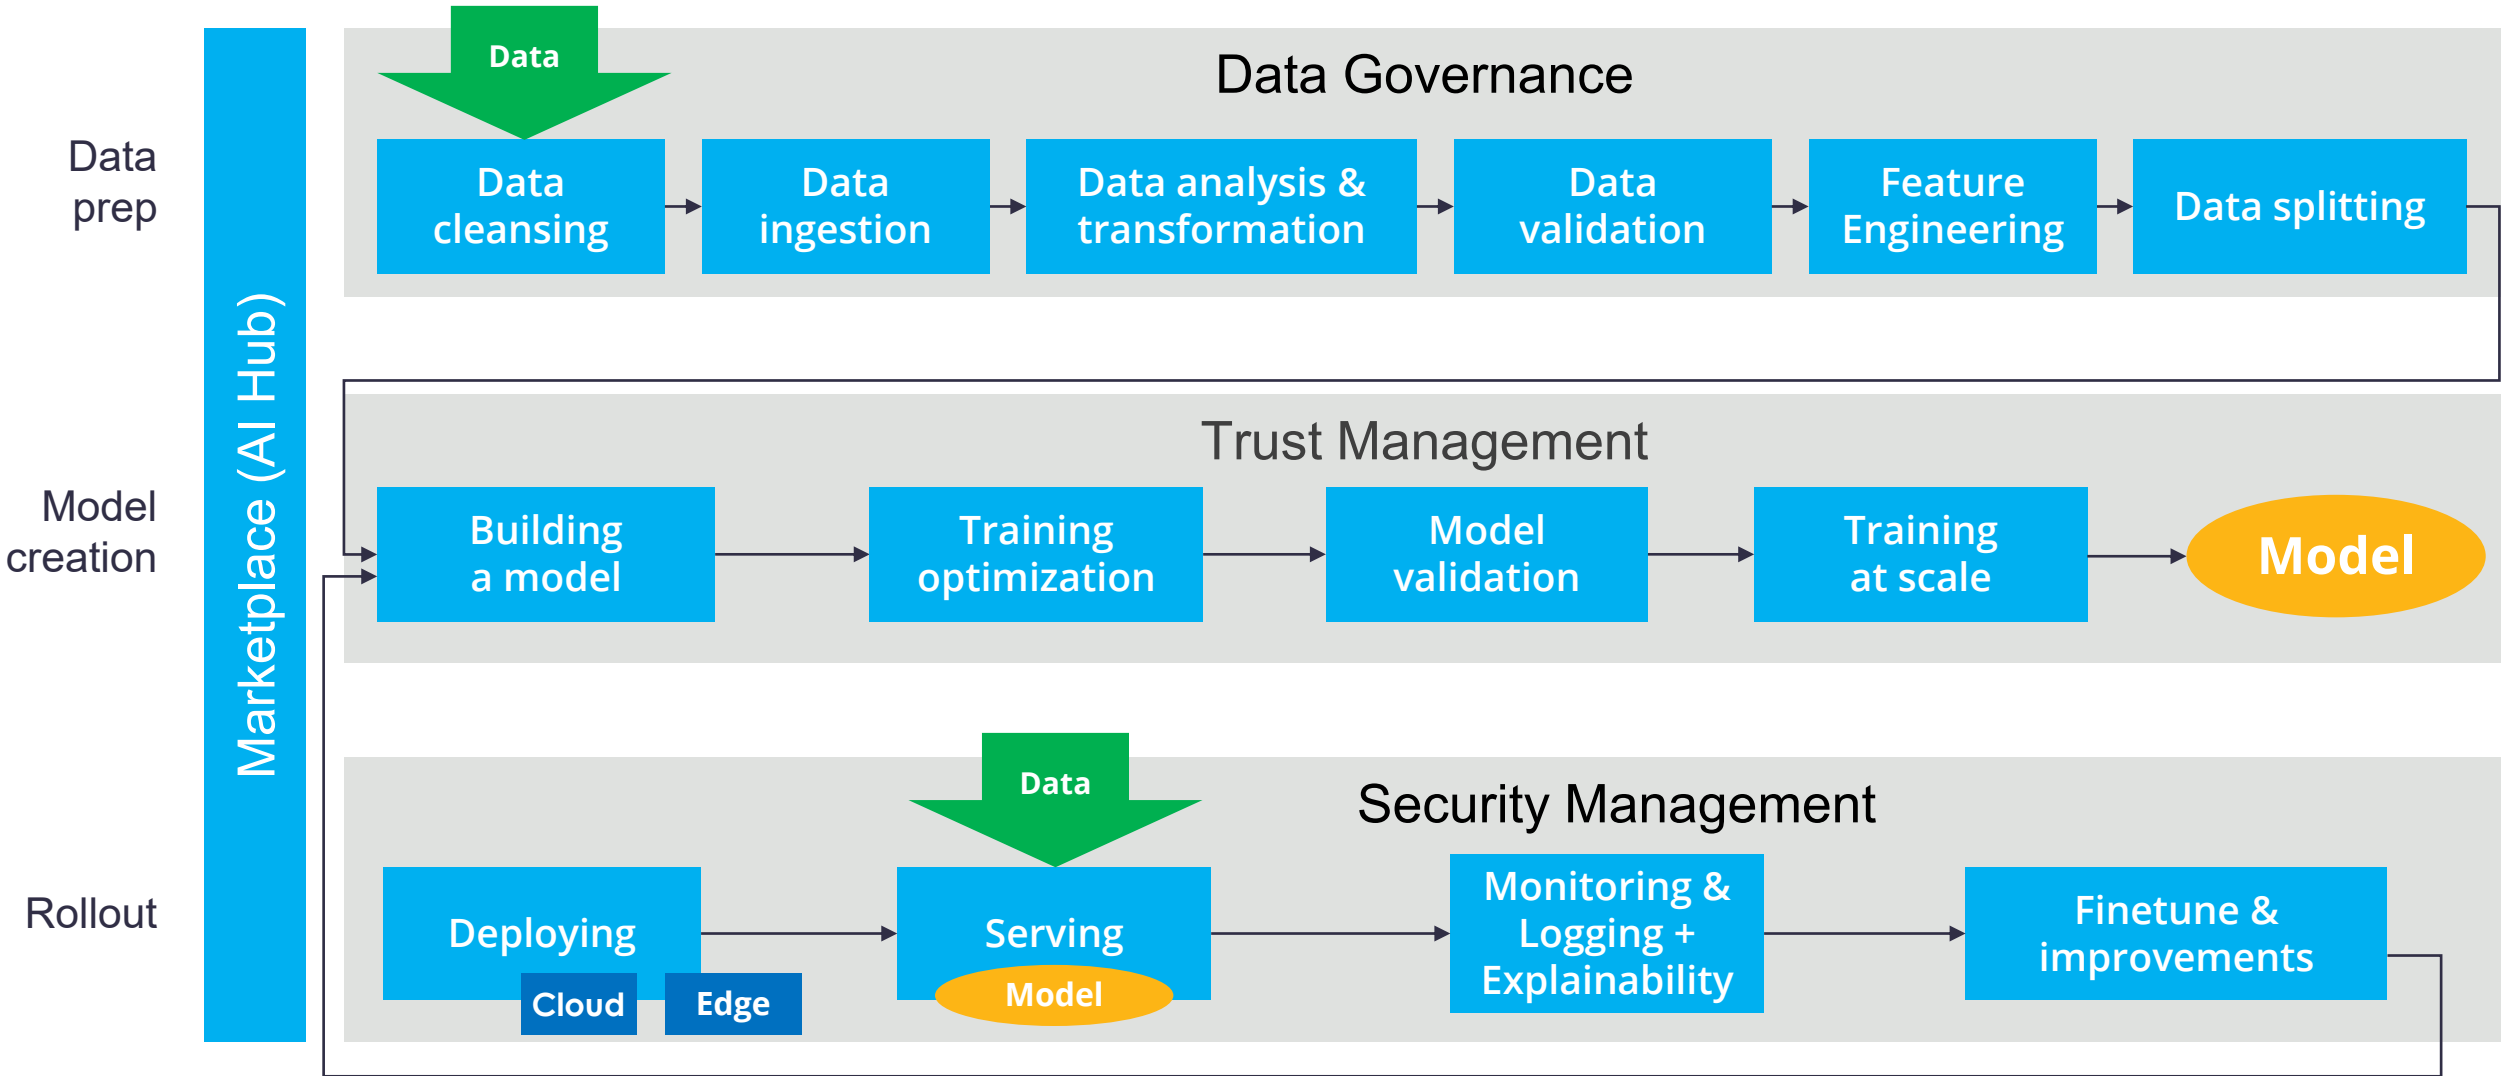 Data
Data Governance
Data
prep
Data
cleansing
Data
ingestion
Data analysis &
transformation
Data
validation
Feature
Engineering
Data splitting
Marketplace (AI Hub)
Trust Management
Model
creation
Building
a model
Training
optimization
Model
validation
Training
at scale
Model
Data
Security Management
Rollout
Deploying
Cloud
Edge
Serving
Model
Monitoring &
Logging +
Explainability
Finetune &
improvements